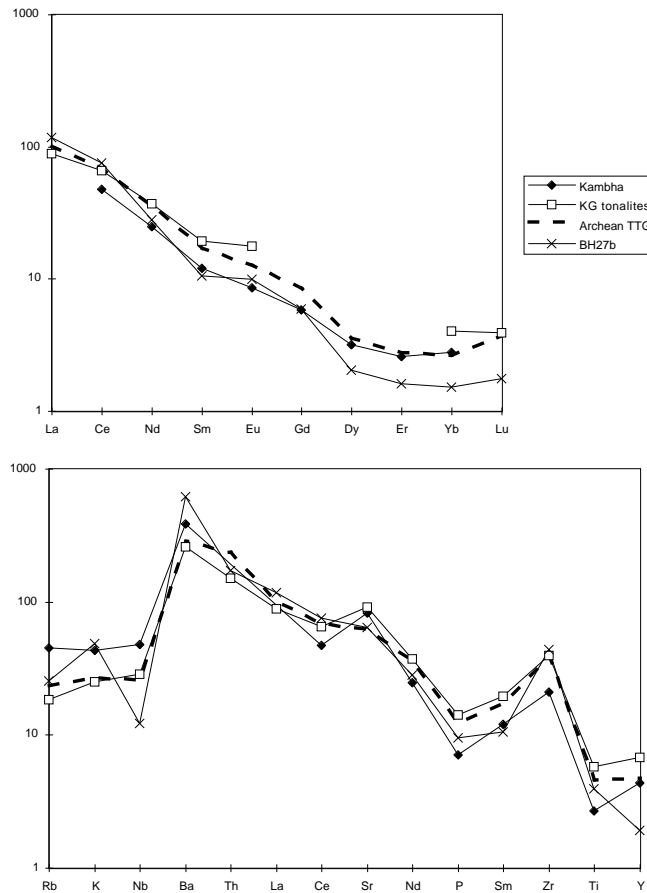 1000
100
10
1
La Ce Nd Sm Eu Gd Dy Er Yb Lu
Kambha
KG tonalites
Archean TTG
BH27b
1000
100
10
1
Rb K Nb Ba Th La Ce Sr Nd P Sm Zr Ti Y